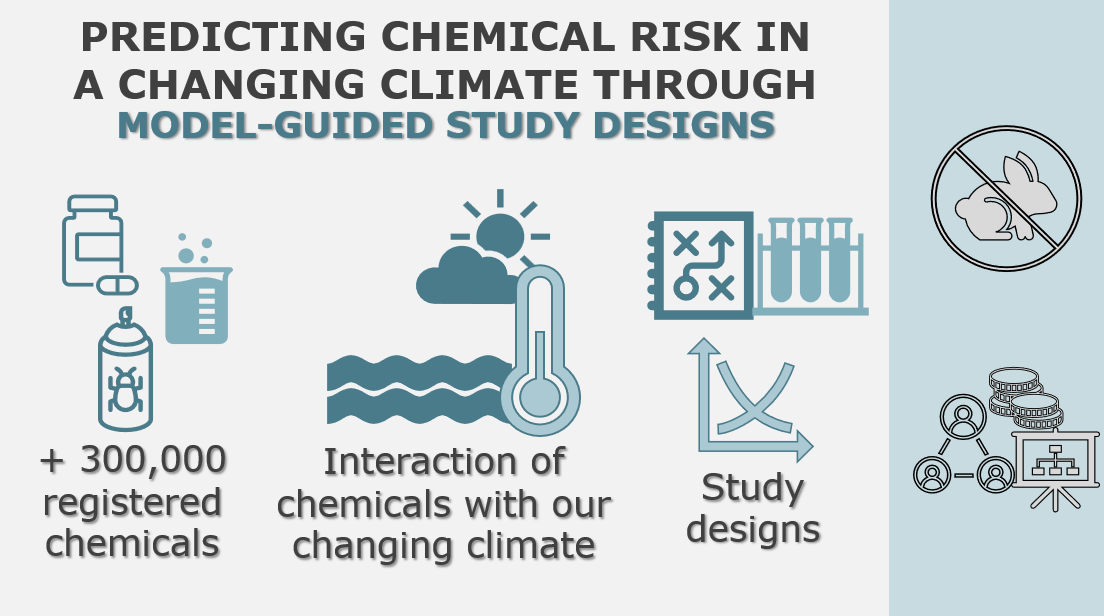 PREDICTING CHEMICAL RISK IN
A CHANGING CLIMATE THROUGH
MODEL-GUIDED STUDY DESIGNS
+ 300,000
registered
chemicals
Interaction of
chemicals with our
changing climate
Study
designs